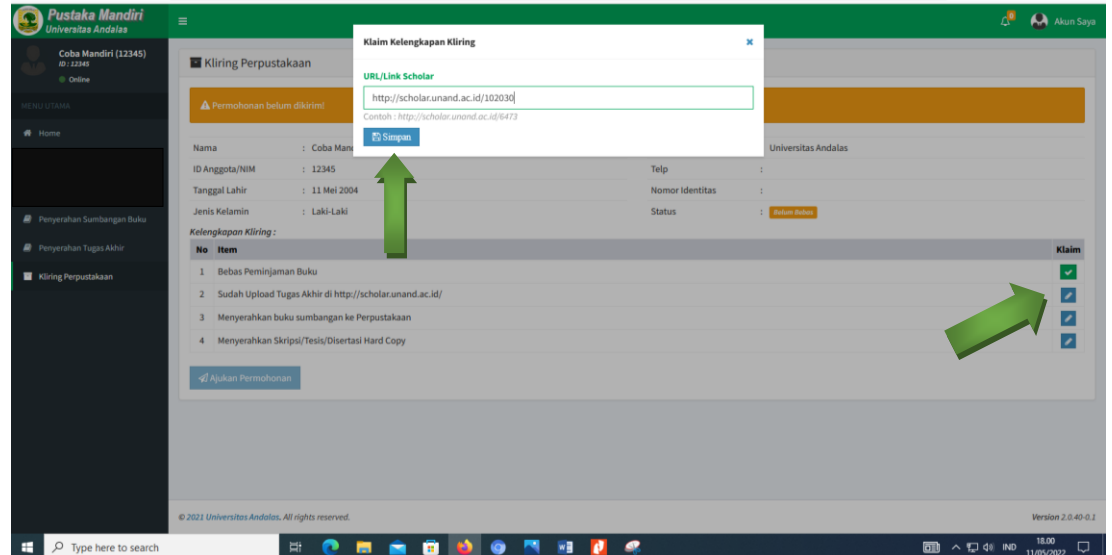 Pustaka Mandiri
Universitas Andalas
Akun Saya
Coba Mandiri (12345)
ID : 12345
Online
MENU UTAMA
Home
Penyerahan Sumbangan Buku
Penyerahan Tugas Akhir
Kliring Perpustakaan
Klaim Kelengkapan Kliring
×
URL/Link Scholar
http://scholar.unand.ac.id/102030
Contoh : http://scholar.unand.ac.id/6473
Simpan
Kliring Perpustakaan
Permohonan belum dikirim!
Nama : Coba Man
Universitas Andalas
ID Anggota/NIM : 12345
Telp :
Tanggal Lahir : 11 Mei 2004
Nomor Identitas :
Jenis Kelamin : Laki-Laki
Status : Belum Bebas
Kelengkapan Kliring :
No Item Klaim
1 Bebas Peminjaman Buku
2 Sudah Upload Tugas Akhir di http://scholar.unand.ac.id/
3 Menyerahkan buku sumbangan ke Perpustakaan
4 Menyerahkan Skripsi/Tesis/Disertasi Hard Copy
Ajukan Permohonan
© 2021 Universitas Andalas. All rights reserved.
Version 2.0.40-0.1
Type here to search
IND
18.00
11/05/2022